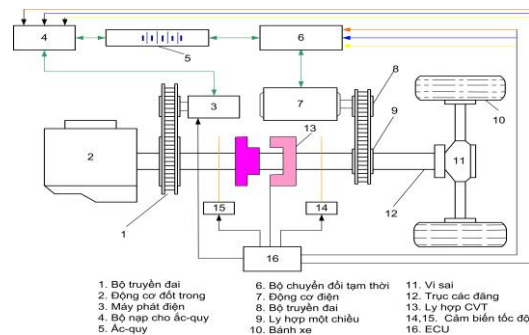 4
5
6
8
3
7
13
9
10
2
11
15
14
12
1
16
1. Bộ truyền đai
2. Động cơ đốt trong
3. Máy phát điện
4. Bộ nạp cho ắc-quy
5. Ắc-quy
6. Bộ chuyển đổi tạm thời
7. Động cơ điện
8. Bộ truyền đai
9. Ly hợp một chiều
10. Bánh xe
11. Vi sai
12. Trục các đăng
13. Ly hợp CVT
14,15. Cảm biến tốc độ
16. ECU